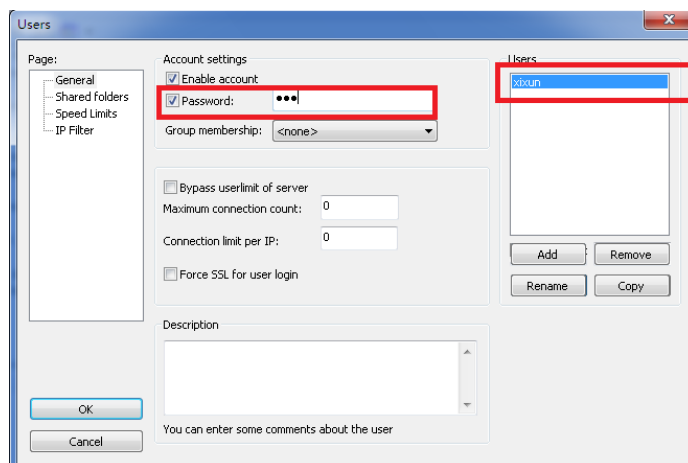 Users
Page:
General
Shared folders
Speed Limits
IP Filter
OK
Cancel
Account settings
Enable account
Password: •••
Group membership: <none>
Bypass userlimit of server
Maximum connection count: 0
Connection limit per IP: 0
Force SSL for user login
Description
You can enter some comments about the user
Users
xixun
Add
Remove
Rename
Copy